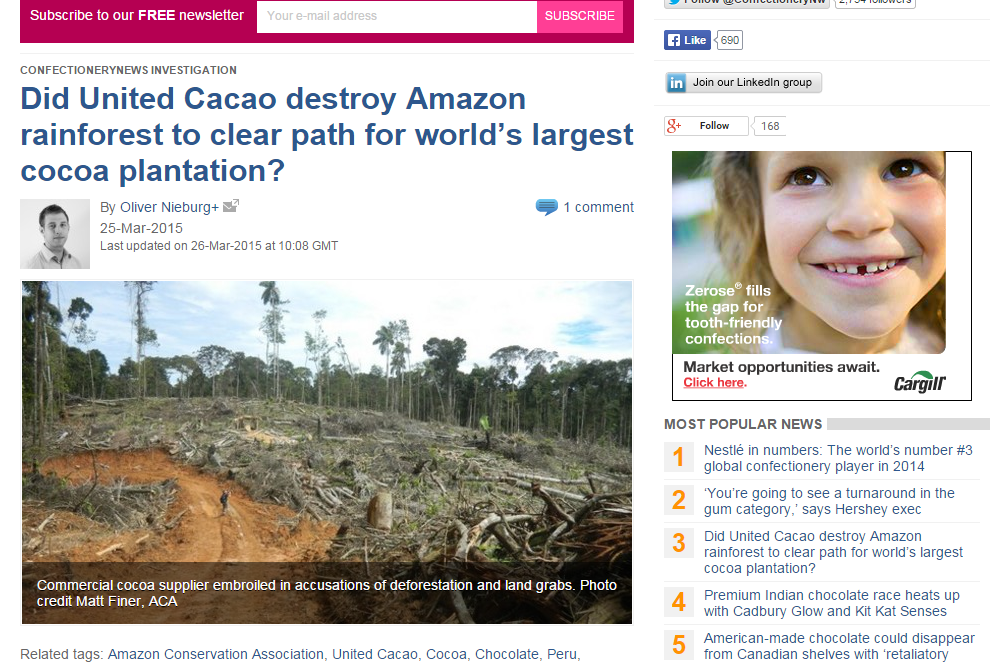 Subscribe to our FREE newsletter
Your e-mail address
SUBSCRIBE
CONFECTIONERYNEWS INVESTIGATION
Did United Cacao destroy Amazon
rainforest to clear path for world's largest
cocoa plantation?
By Oliver Nieburg+
25-Mar-2015
Last updated on 26-Mar-2015 at 10:08 GMT
1 comment
Commercial cocoa supplier embroiled in accusations of deforestation and land grabs. Photo
credit Matt Finer, ACA
Related tags: Amazon Conservation Association, United Cacao, Cocoa, Chocolate, Peru,
Follow @ConfectioneryNw
2,794 followers
f Like
690
in Join our LinkedIn group
g+ Follow
168
Zerose® fills
the gap for
tooth-friendly
confections.
Market opportunities await.
Click here.
Cargill
MOST POPULAR NEWS
1 Nestlé in numbers: The world's number #3
global confectionery player in 2014
2 ‘You're going to see a turnaround in the
gum category,’ says Hershey exec
3 Did United Cacao destroy Amazon
rainforest to clear path for world's largest
cocoa plantation?
4 Premium Indian chocolate race heats up
with Cadbury Glow and Kit Kat Senses
5 American-made chocolate could disappear
from Canadian shelves with ‘retaliatory